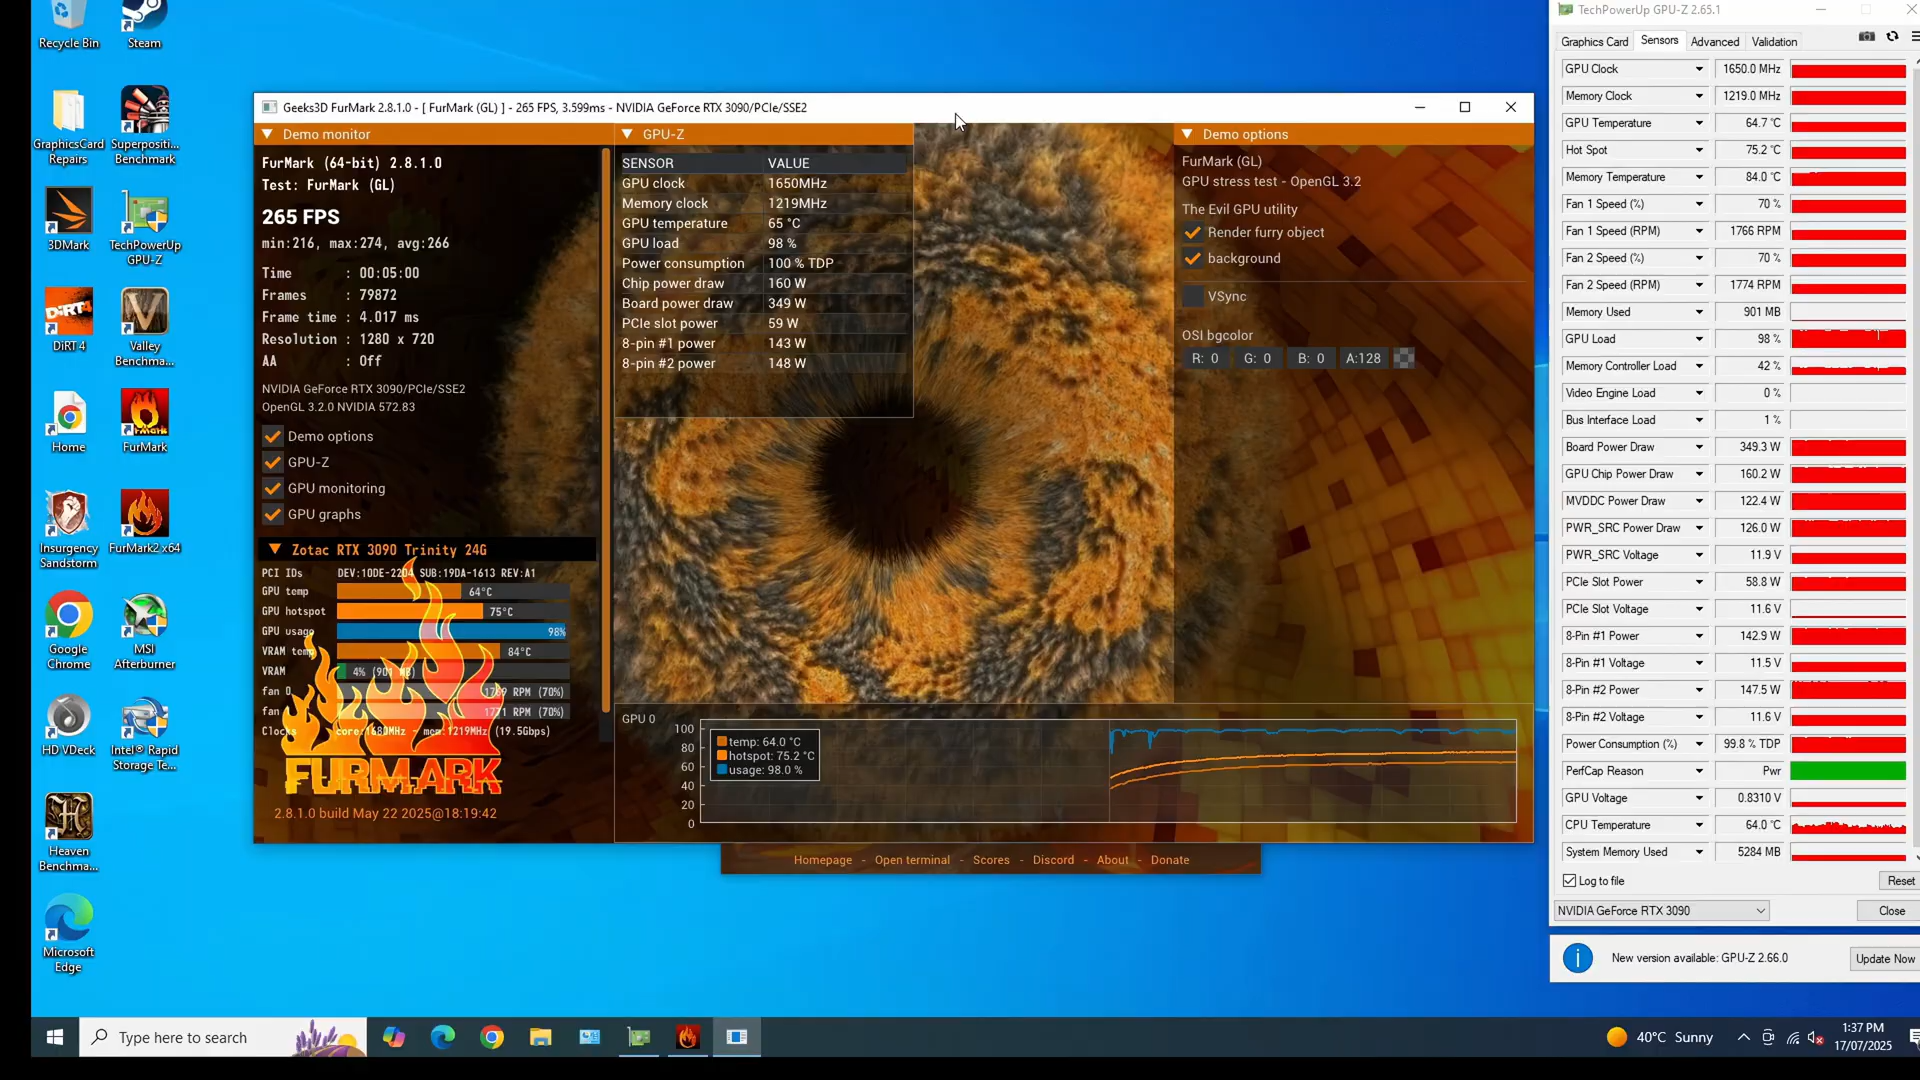 Recycle Bin
Steam
GraphicsCard Repairs
Superpositi... Benchmark
3DMark
TechPowerUp GPU-Z
DiRT 4
Valley Benchma...
Home
FurMark
Insurgency Sandstorm
FurMark2 x64
Google Chrome
MSI Afterburner
HD VDeck
Intel® Rapid Storage Te...
Heaven Benchma...
Microsoft Edge
Geeks3D FurMark 2.8.1.0 - [ FurMark (GL) ] - 265 FPS, 3.599ms - NVIDIA GeForce RTX 3090/PCIe/SSE2
Demo monitor
FurMark (64-bit) 2.8.1.0
Test: FurMark (GL)
265 FPS
min:216, max:274, avg:266
Time : 00:05:00
Frames : 79872
Frame time : 4.017 ms
Resolution : 1280 x 720
AA : Off
NVIDIA GeForce RTX 3090/PCIe/SSE2
OpenGL 3.2.0 NVIDIA 572.83
Demo options
GPU-Z
GPU monitoring
GPU graphs
Zotac RTX 3090 Trinity 24G
PCI IDs DEV:10DE-2204 SUB:19DA-1613 REV:A1
GPU temp 64°C
GPU hotspot 75°C
GPU usage 98%
VRAM temp 84°C
VRAM 4% (901 MB)
fan 0 RPM (70%)
fan 1771 RPM (70%)
Clocks core:1680MHz - mem:1219MHz (19.5Gbps)
FURMARK
2.8.1.0 build May 22 2025@18:19:42
GPU-Z
SENSOR VALUE
GPU clock 1650MHz
Memory clock 1219MHz
GPU temperature 65 °C
GPU load 98 %
Power consumption 100 % TDP
Chip power draw 160 W
Board power draw 349 W
PCIe slot power 59 W
8-pin #1 power 143 W
8-pin #2 power 148 W
Demo options
FurMark (GL)
GPU stress test - OpenGL 3.2
The Evil GPU utility
Render furry object
background
VSync
OSI bgcolor
R: 0 G: 0 B: 0 A:128
GPU 0
100
80
60
40
20
0
temp: 64.0 °C
hotspot: 75.2 °C
usage: 98.0 %
Homepage - Open terminal - Scores - Discord - About - Donate
TechPowerUp GPU-Z 2.65.1
Graphics Card Sensors Advanced Validation
GPU Clock 1650.0 MHz
Memory Clock 1219.0 MHz
GPU Temperature 64.7 °C
Hot Spot 75.2 °C
Memory Temperature 84.0 °C
Fan 1 Speed (%) 70 %
Fan 1 Speed (RPM) 1766 RPM
Fan 2 Speed (%) 70 %
Fan 2 Speed (RPM) 1774 RPM
Memory Used 901 MB
GPU Load 98 %
Memory Controller Load 42 %
Video Engine Load 0 %
Bus Interface Load 1 %
Board Power Draw 349.3 W
GPU Chip Power Draw 160.2 W
MVDDC Power Draw 122.4 W
PWR_SRC Power Draw 126.0 W
PWR_SRC Voltage 11.9 V
PCIe Slot Power 58.8 W
PCIe Slot Voltage 11.6 V
8-Pin #1 Power 142.9 W
8-Pin #1 Voltage 11.5 V
8-Pin #2 Power 147.5 W
8-Pin #2 Voltage 11.6 V
Power Consumption (%) 99.8 % TDP
PerfCap Reason Pwr
GPU Voltage 0.8310 V
CPU Temperature 64.0 °C
System Memory Used 5284 MB
Log to file
Reset
NVIDIA GeForce RTX 3090
Close
New version available: GPU-Z 2.66.0
Update Now
Type here to search
40°C Sunny
1:37 PM
17/07/2025